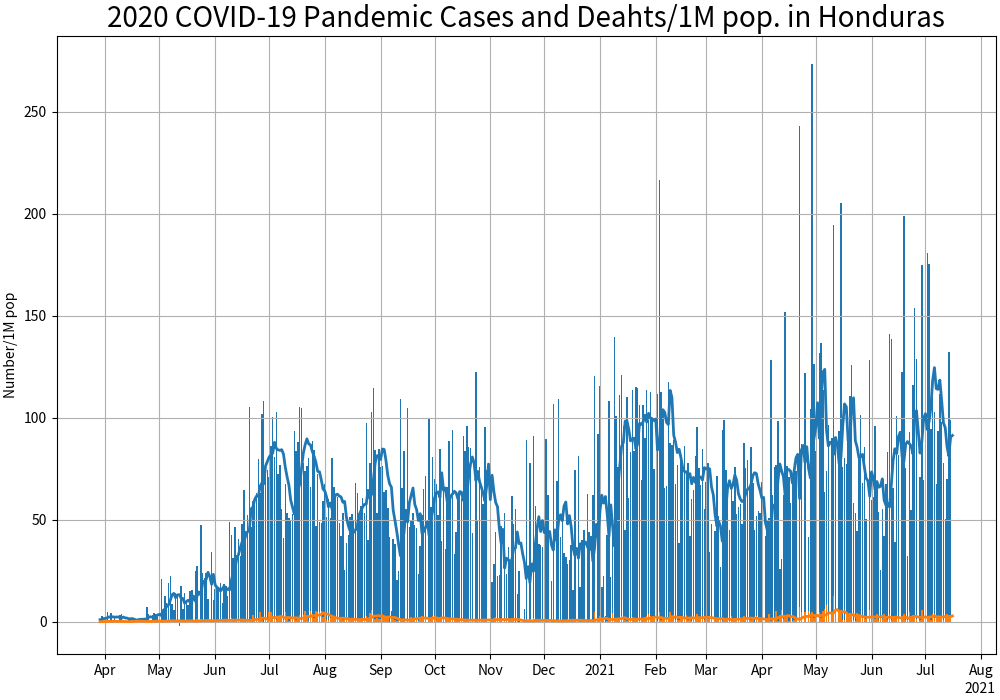 2020 COVID-19 Pandemic Cases and Deahts/1M pop. in Honduras
Number/1M pop
250
200
150
100
50
0
Apr May Jun Jul Aug Sep Oct Nov Dec 2021 Feb Mar Apr May Jun Jul Aug
2021